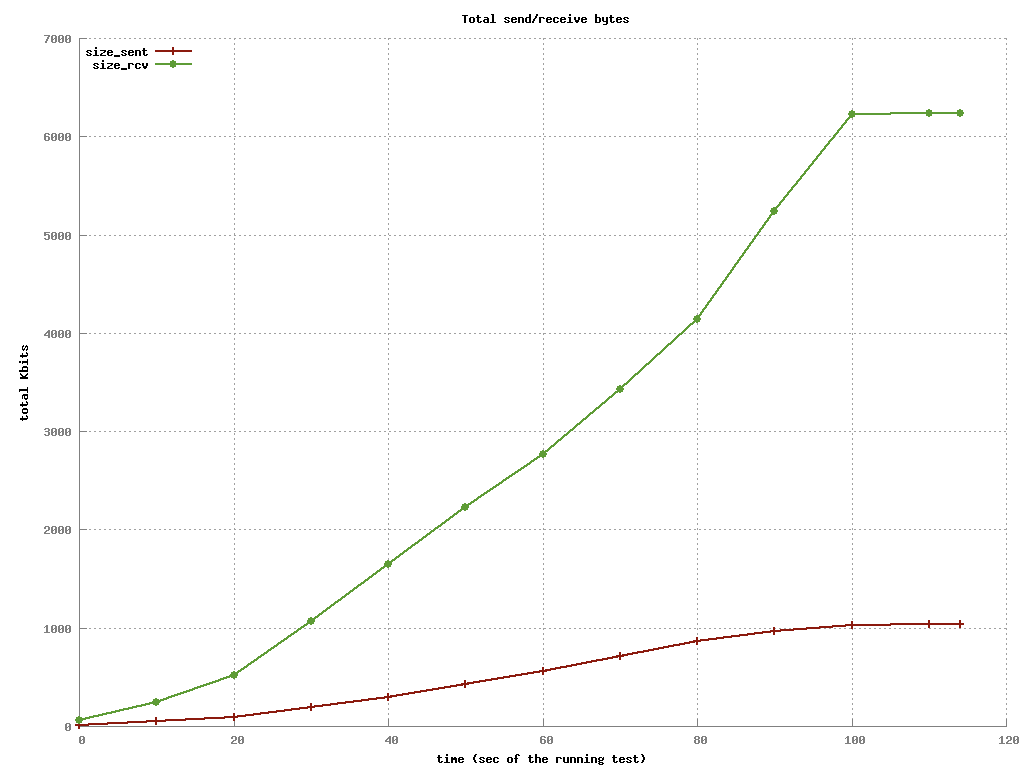 Total send/receive bytes
7000
size_sent
size_rcv
6000
5000
4000
total Kbits
3000
2000
1000
0
0 20 40 60 80 100 120
time (sec of the running test)